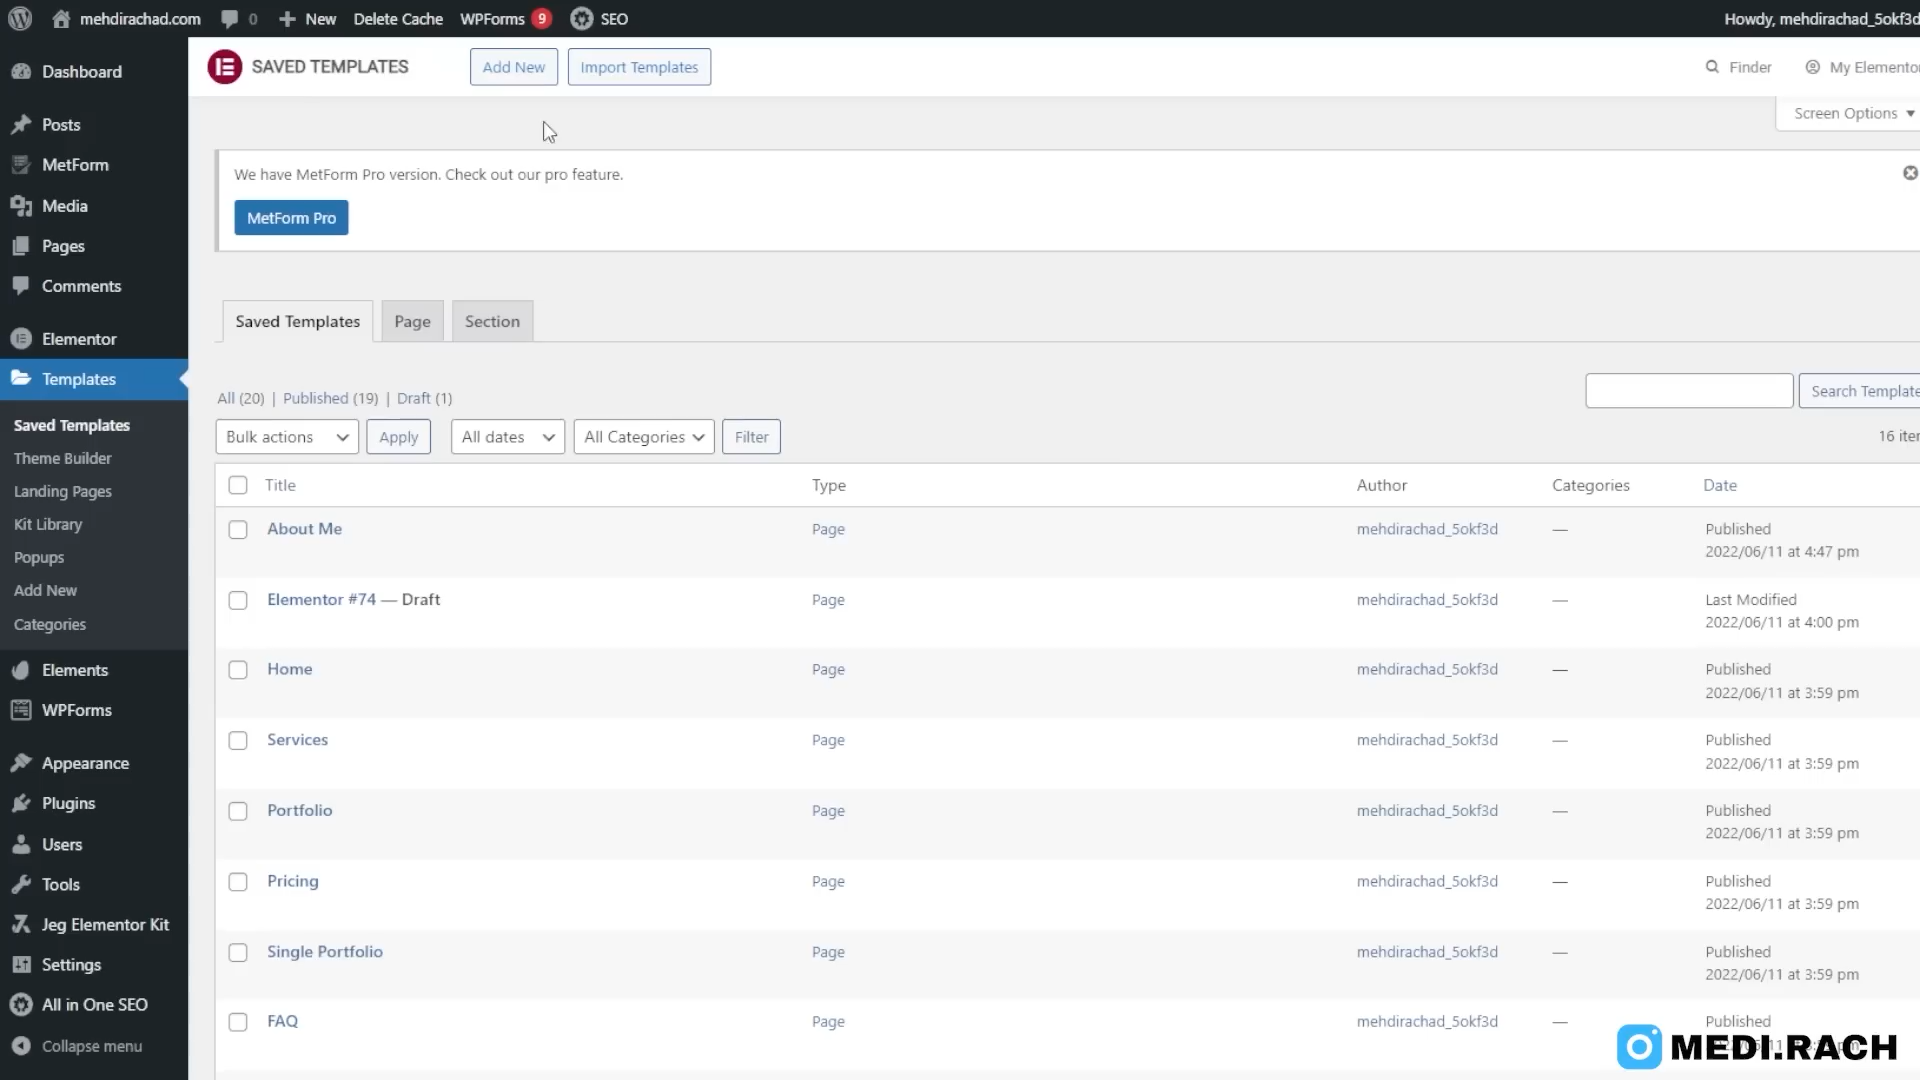 mehdirachad.com 0 New Delete Cache WPForms 9 SEO Howdy, mehdirachad_5okf3d
SAVED TEMPLATES Add New Import Templates Finder My Elementor
Dashboard
Screen Options
Posts
MetForm
Media
Pages
Comments
We have MetForm Pro version. Check out our pro feature.
MetForm Pro
Elementor
Templates
Saved Templates
Theme Builder
Landing Pages
Kit Library
Popups
Add New
Categories
Elements
WPForms
Appearance
Plugins
Users
Tools
Jeg Elementor Kit
Settings
All in One SEO
Collapse menu
Saved Templates Page Section
All (20) | Published (19) | Draft (1)
Search Template
Bulk actions Apply All dates All Categories Filter
16 iter
Title Type Author Categories Date
About Me Page mehdirachad_5okf3d — Published
2022/06/11 at 4:47 pm
Elementor #74 — Draft Page mehdirachad_5okf3d — Last Modified
2022/06/11 at 4:00 pm
Home Page mehdirachad_5okf3d — Published
2022/06/11 at 3:59 pm
Services Page mehdirachad_5okf3d — Published
2022/06/11 at 3:59 pm
Portfolio Page mehdirachad_5okf3d — Published
2022/06/11 at 3:59 pm
Pricing Page mehdirachad_5okf3d — Published
2022/06/11 at 3:59 pm
Single Portfolio Page mehdirachad_5okf3d — Published
2022/06/11 at 3:59 pm
FAQ Page mehdirachad_5okf3d — Published
MEDI.RACH